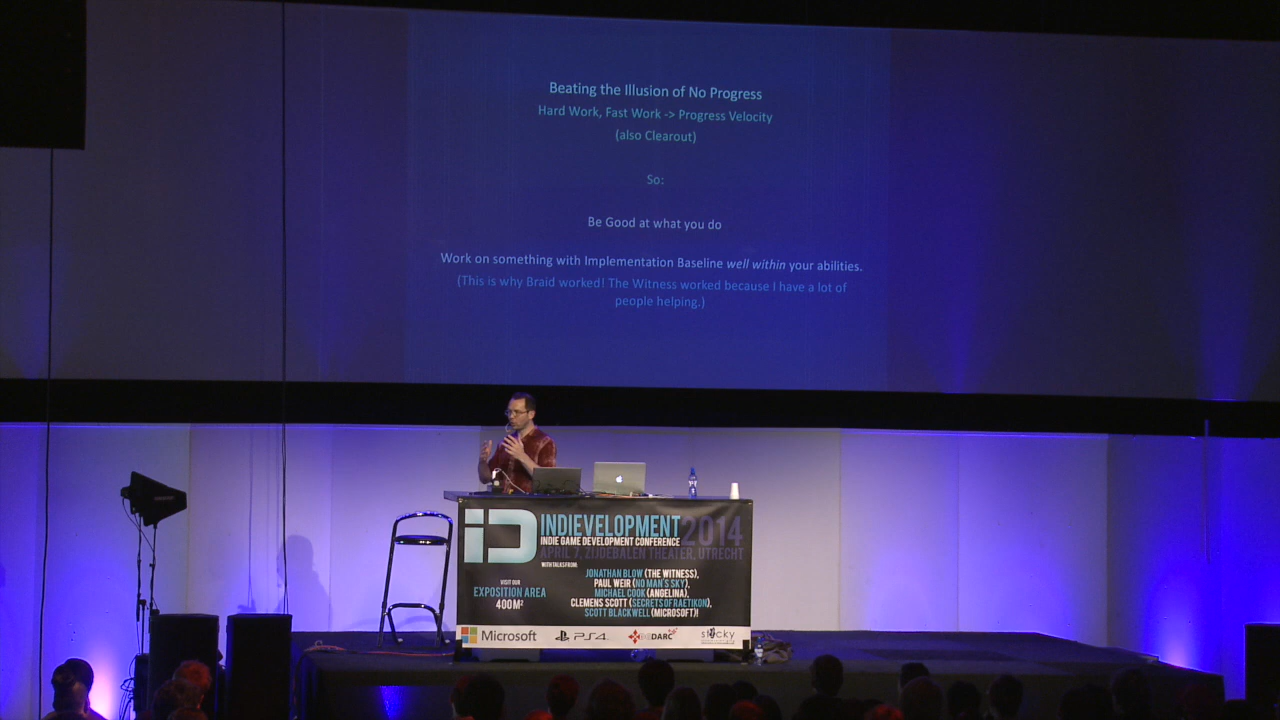 Beating the Illusion of No Progress
Hard Work, Fast Work -> Progress Velocity
(also Clearout)
So:
Be Good at what you do
Work on something with Implementation Baseline well within your abilities.
(This is why Braid worked! The Witness worked because I have a lot of
people helping.)
iD
INDIEVELOPMENT 2014
INDIE GAME DEVELOPMENT CONFERENCE
APRIL 7, ZIJDEBALEN THEATER, UTRECHT
WITH TALKS FROM:
JONATHAN BLOW (THE WITNESS),
PAUL WEIR (NO MAN'S SKY),
MICHAEL COOK (ANGELINA),
CLEMENS SCOTT (SECRETS OF RAETIKON),
SCOTT BLACKWELL (MICROSOFT)!
VISIT OUR
EXPOSITION AREA
400M²
Microsoft
PS4